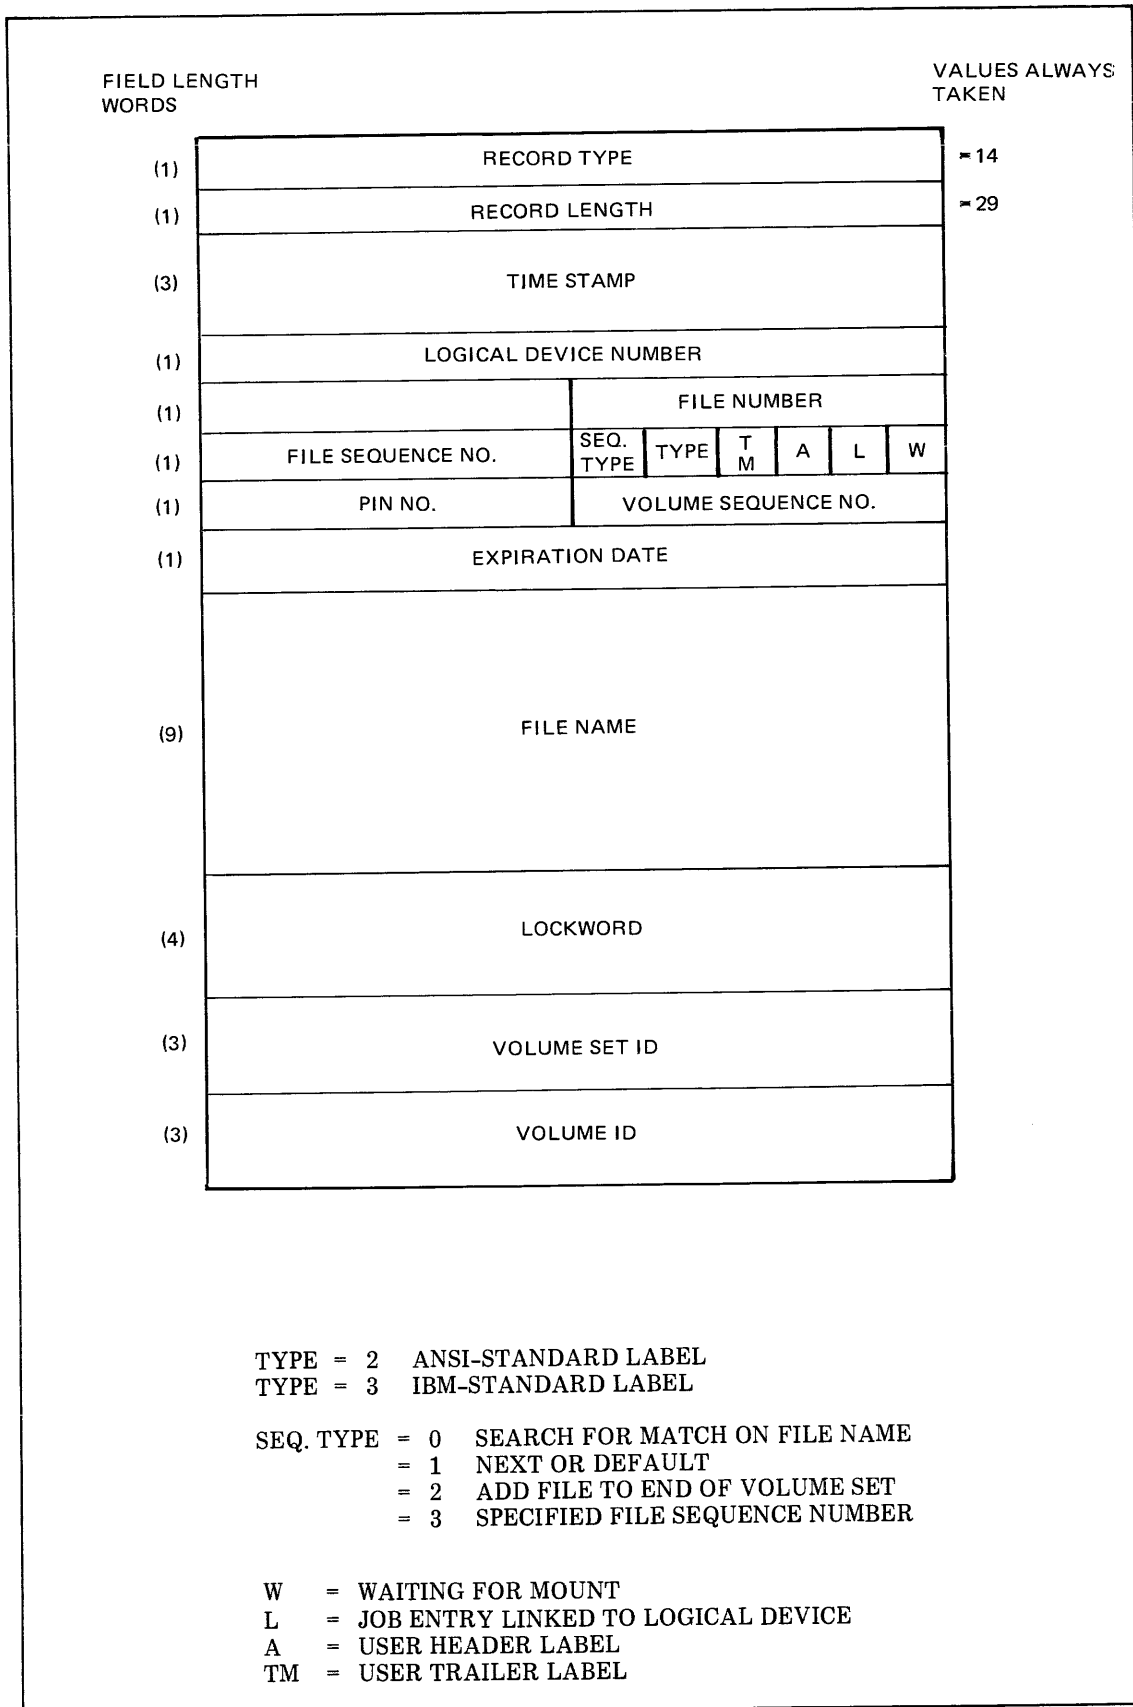 FIELD LENGTH
WORDS
VALUES ALWAYS
TAKEN
(1) RECORD TYPE = 14
(1) RECORD LENGTH = 29
(3) TIME STAMP
(1) LOGICAL DEVICE NUMBER
(1) FILE NUMBER
(1) FILE SEQUENCE NO. SEQ. TYPE TYPE TM A L W
(1) PIN NO. VOLUME SEQUENCE NO.
(1) EXPIRATION DATE
(9) FILE NAME
(4) LOCKWORD
(3) VOLUME SET ID
(3) VOLUME ID
TYPE = 2 ANSI-STANDARD LABEL
TYPE = 3 IBM-STANDARD LABEL
SEQ. TYPE = 0 SEARCH FOR MATCH ON FILE NAME
= 1 NEXT OR DEFAULT
= 2 ADD FILE TO END OF VOLUME SET
= 3 SPECIFIED FILE SEQUENCE NUMBER
W = WAITING FOR MOUNT
L = JOB ENTRY LINKED TO LOGICAL DEVICE
A = USER HEADER LABEL
TM = USER TRAILER LABEL